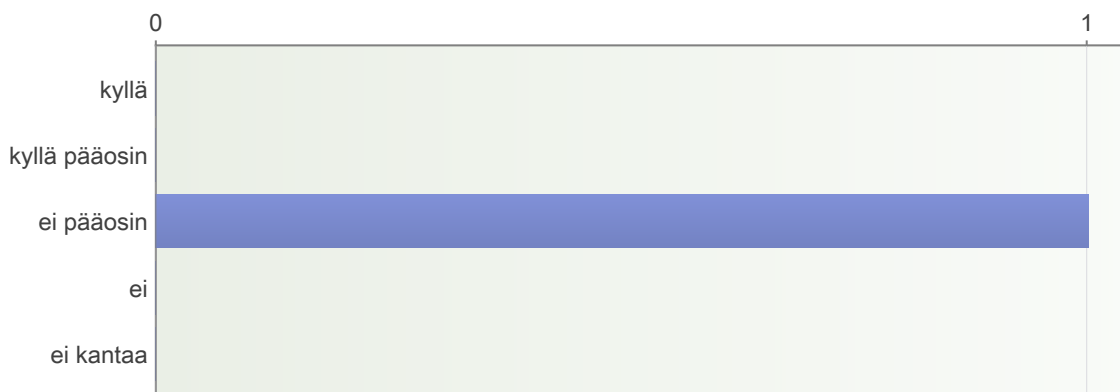 0 1
kyllä
kyllä pääosin
ei pääosin
ei
ei kantaa